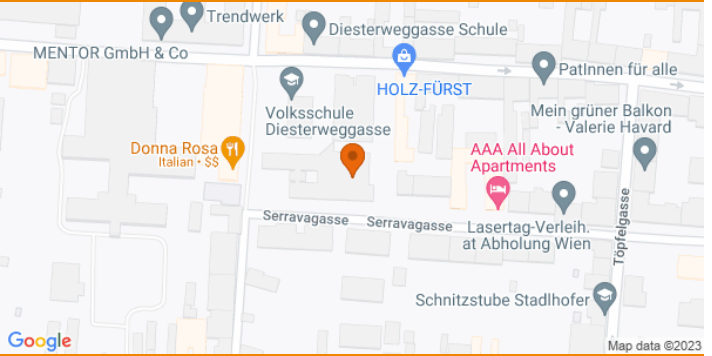 Trendwerk
Diesterweggasse Schule
MENTOR GmbH & Co
PatInnen für alle
HOLZ-FÜRST
Volksschule
Diesterweggasse
Mein grüner Balkon
- Valerie Havard
Donna Rosa
Italian • $$
AAA All About
Apartments
Serravagasse
Serravagasse
Lasertag-Verleih.
at Abholung Wien
Töpfelgasse
Schnitzstube Stadlhofer
Google
Map data ©2023